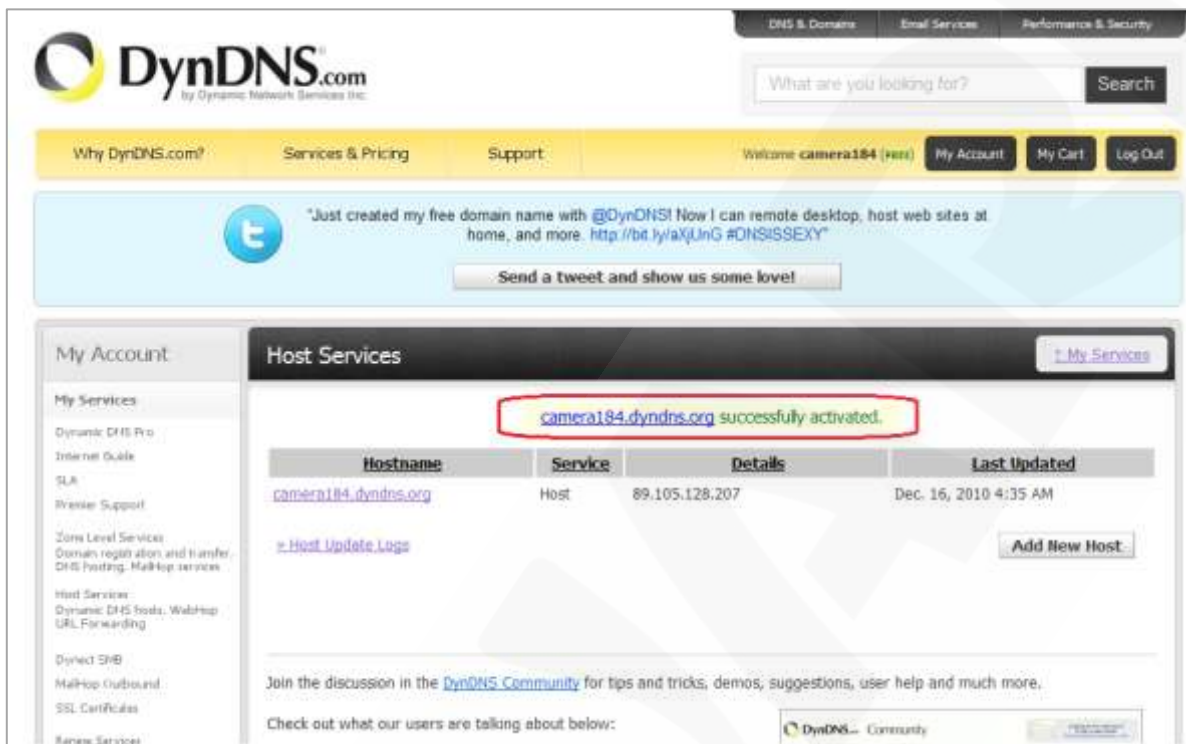 DNS & Domains Email Services Performance & Security
DynDNS.com
by Dynamic Network Services Inc.
What are you looking for? Search
Why DynDNS.com? Services & Pricing Support Welcome camera184 (FREE) My Account My Cart Log Out
"Just created my free domain name with @DynDNS! Now I can remote desktop, host web sites at
home, and more. http://bit.ly/aXjUnG #DNSISSEXY"
Send a tweet and show us some love!
My Account
My Services
Dynamic DNS Pro
Internet Guide
SLA
Premier Support
Zone Level Services
Domain registration and transfer,
DNS hosting, MailHop services
Host Services
Dynamic DNS hosts, WebHop
URL Forwarding
Dynect SMB
MailHop Outbound
SSL Certificates
Renew Services
Host Services
↑ My Services
camera184.dyndns.org successfully activated.
Hostname Service Details Last Updated
camera184.dyndns.org Host 89.105.128.207 Dec. 16, 2010 4:35 AM
» Host Update Logs
Add New Host
Join the discussion in the DynDNS Community for tips and tricks, demos, suggestions, user help and much more.
Check out what our users are talking about below:
DynDNS Community